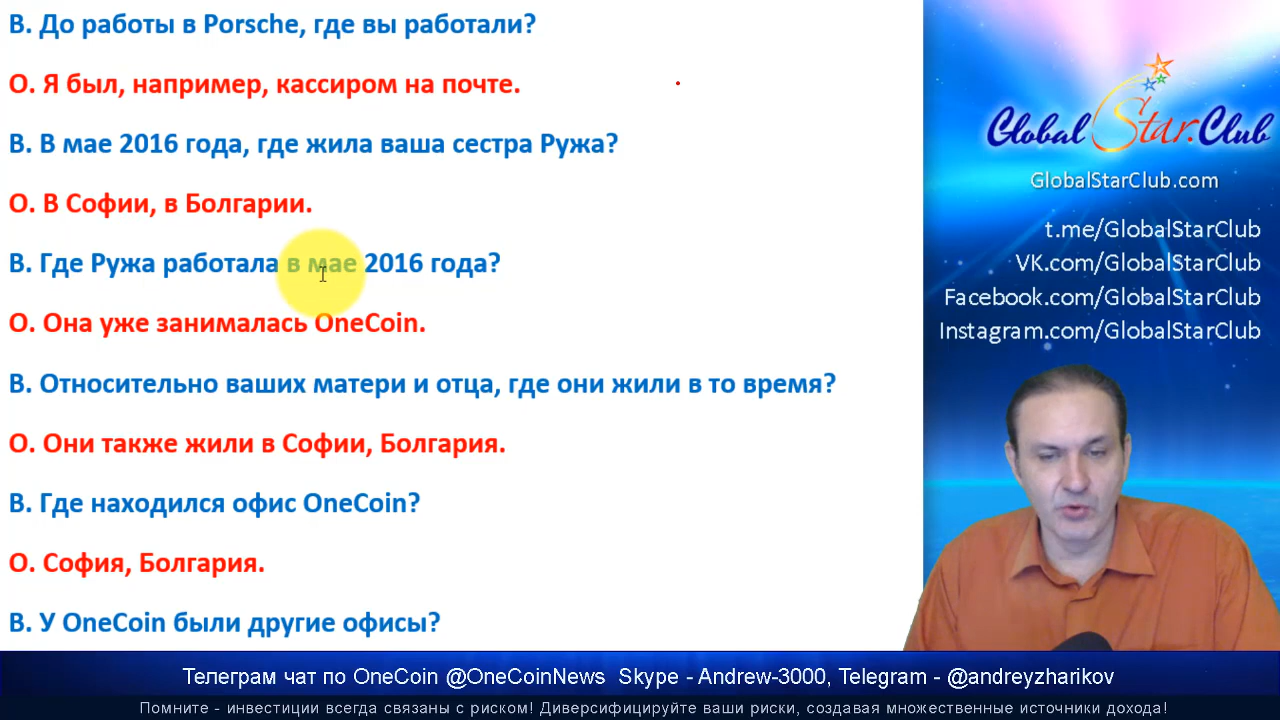 В. До работы в Porsche, где вы работали?
О. Я был, например, кассиром на почте.
В. В мае 2016 года, где жила ваша сестра Ружа?
О. В Софии, в Болгарии.
В. Где Ружа работала в мае 2016 года?
О. Она уже занималась OneCoin.
В. Относительно ваших матери и отца, где они жили в то время?
О. Они также жили в Софии, Болгария.
В. Где находился офис OneCoin?
О. София, Болгария.
В. У OneCoin были другие офисы?
Global Star.Club
GlobalStarClub.com
t.me/GlobalStarClub
VK.com/GlobalStarClub
Facebook.com/GlobalStarClub
Instagram.com/GlobalStarClub
Телеграм чат по OneCoin @OneCoinNews Skype - Andrew-3000, Telegram - @andreyzharikov
Помните - инвестиции всегда связаны с риском! Диверсифицируйте ваши риски, создавая множественные источники дохода!